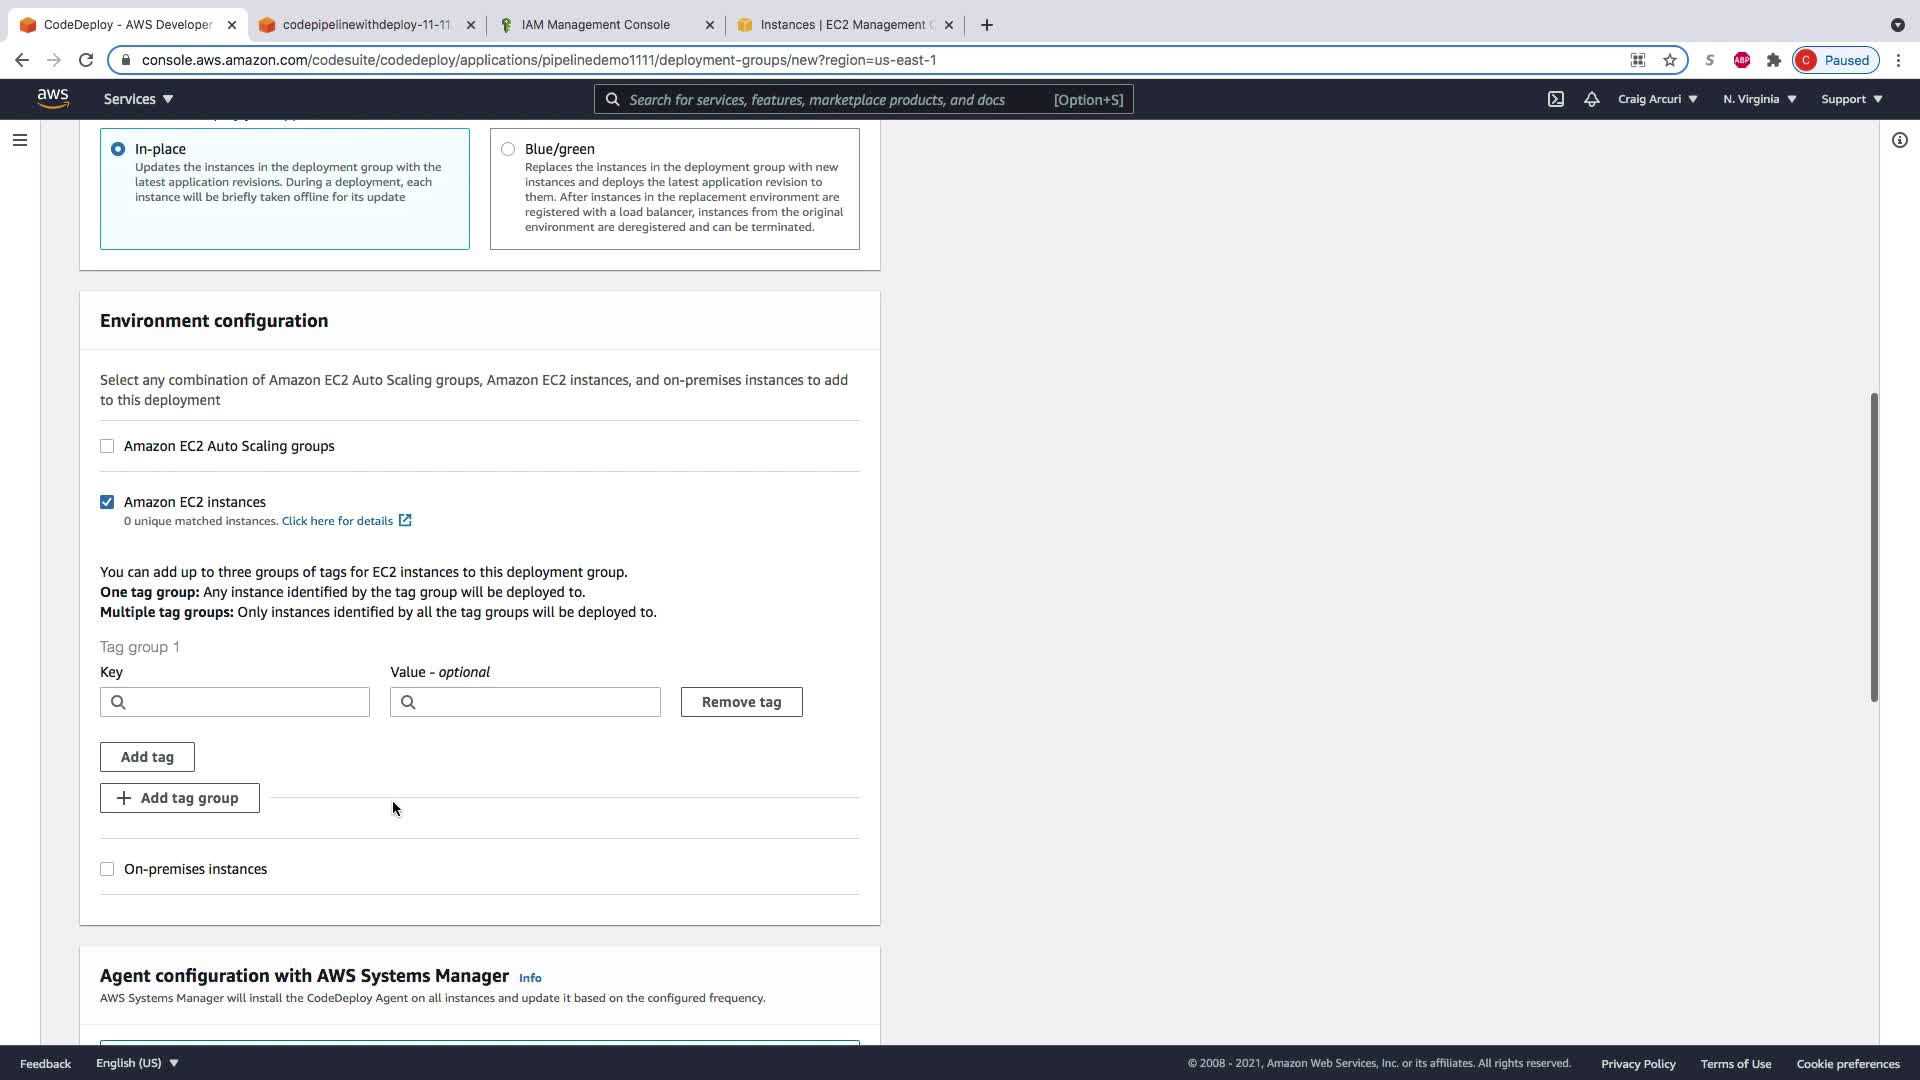 CodeDeploy - AWS Developer
codepipelinewithdeploy-11-11
IAM Management Console
Instances | EC2 Management C
console.aws.amazon.com/codesuite/codedeploy/applications/pipelinedemo1111/deployment-groups/new?region=us-east-1
S
ABP
C Paused
aws
Services
Search for services, features, marketplace products, and docs [Option+S]
Craig Arcuri
N. Virginia
Support
In-place
Updates the instances in the deployment group with the
latest application revisions. During a deployment, each
instance will be briefly taken offline for its update
Blue/green
Replaces the instances in the deployment group with new
instances and deploys the latest application revision to
them. After instances in the replacement environment are
registered with a load balancer, instances from the original
environment are deregistered and can be terminated.
Environment configuration
Select any combination of Amazon EC2 Auto Scaling groups, Amazon EC2 instances, and on-premises instances to add
to this deployment
Amazon EC2 Auto Scaling groups
Amazon EC2 instances
0 unique matched instances. Click here for details
You can add up to three groups of tags for EC2 instances to this deployment group.
One tag group: Any instance identified by the tag group will be deployed to.
Multiple tag groups: Only instances identified by all the tag groups will be deployed to.
Tag group 1
Key
Value - optional
Remove tag
Add tag
Add tag group
On-premises instances
Agent configuration with AWS Systems Manager Info
AWS Systems Manager will install the CodeDeploy Agent on all instances and update it based on the configured frequency.
Feedback
English (US)
© 2008 - 2021, Amazon Web Services, Inc. or its affiliates. All rights reserved.
Privacy Policy
Terms of Use
Cookie preferences